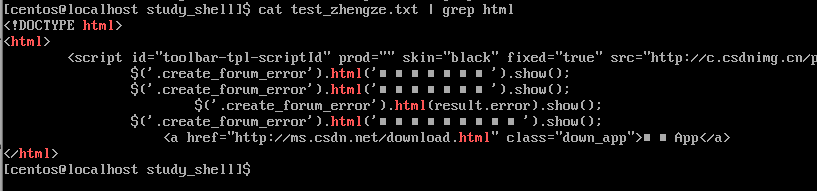 [centos@localhost study_shell]$ cat test_zhengze.txt | grep html
<!DOCTYPE html>
<html>
<script id="toolbar-tpl-scriptId" prod="" skin="black" fixed="true" src="http://c.csdnimg.cn/p
$('.create_forum_error').html('■ ■ ■ ■ ■ ■ ■ ■').show();
$('.create_forum_error').html('■ ■ ■ ■ ■ ■ ■ ■').show();
$('.create_forum_error').html(result.error).show();
$('.create_forum_error').html('■ ■ ■ ■ ■ ■ ■ ■ ■ ■').show();
<a href="http://ms.csdn.net/download.html" class="down_app">■ ■ App</a>
</html>
[centos@localhost study_shell]$